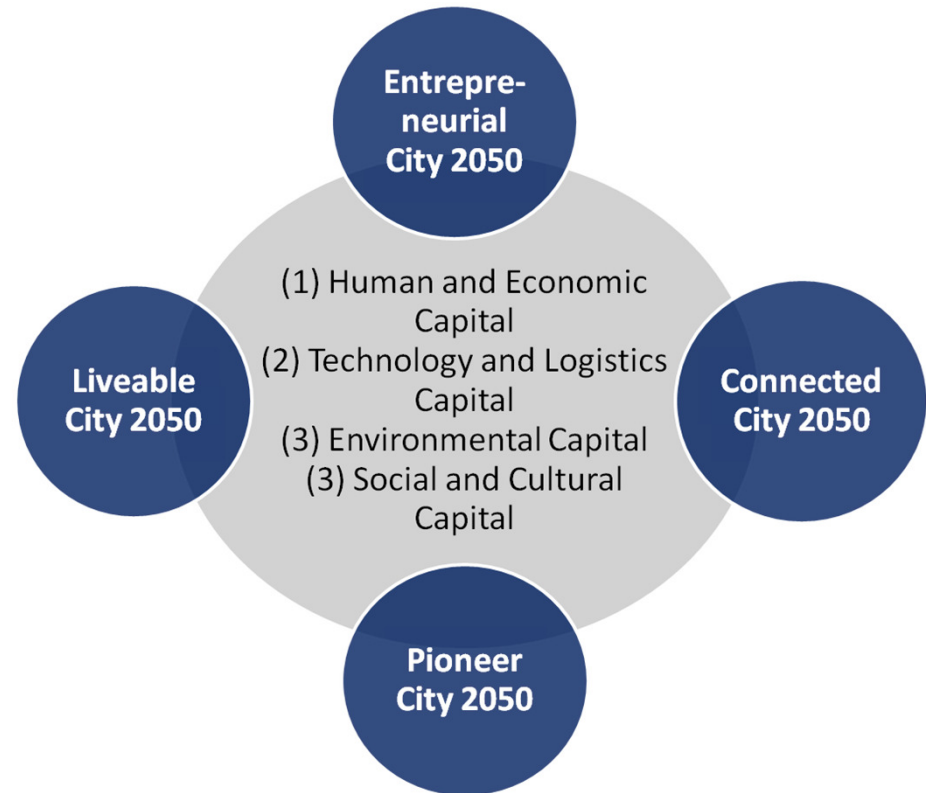 Entrepre-
neurial
City 2050
(1) Human and Economic
Capital
(2) Technology and Logistics
Capital
(3) Environmental Capital
(3) Social and Cultural
Capital
Liveable
City 2050
Connected
City 2050
Pioneer
City 2050